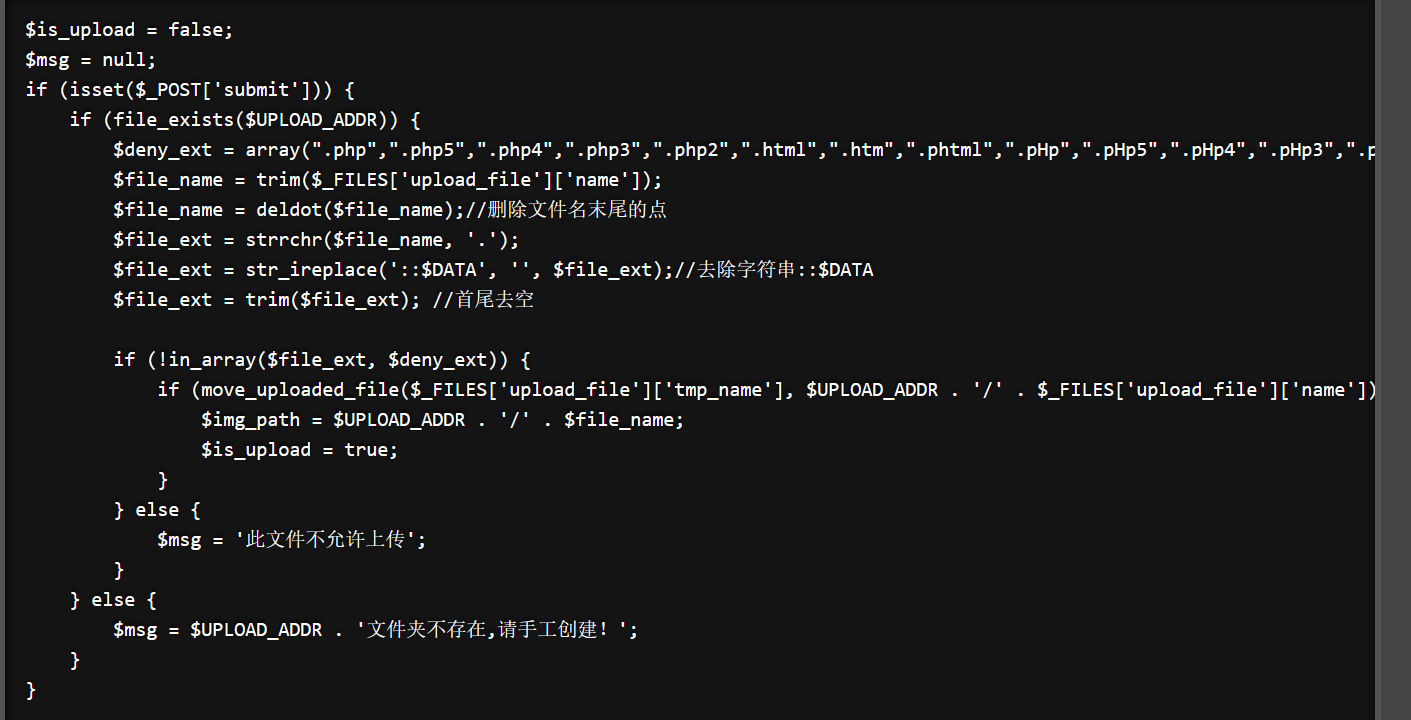 $is_upload = false;
$msg = null;
if (isset($_POST['submit'])) {
    if (file_exists($UPLOAD_ADDR)) {
        $deny_ext = array(".php",".php5",".php4",".php3",".php2",".html",".htm",".phtml",".pHp",".pHp5",".pHp4",".pHp3",".p
        $file_name = trim($_FILES['upload_file']['name']);
        $file_name = deldot($file_name);//删除文件名末尾的点
        $file_ext = strrchr($file_name, '.');
        $file_ext = str_ireplace('::$DATA', '', $file_ext);//去除字符串::$DATA
        $file_ext = trim($file_ext); //首尾去空

        if (!in_array($file_ext, $deny_ext)) {
            if (move_uploaded_file($_FILES['upload_file']['tmp_name'], $UPLOAD_ADDR . '/' . $_FILES['upload_file']['name'])
                $img_path = $UPLOAD_ADDR . '/' . $file_name;
                $is_upload = true;
            }
        } else {
            $msg = '此文件不允许上传';
        }
    } else {
        $msg = $UPLOAD_ADDR . '文件夹不存在,请手工创建！';
    }
}